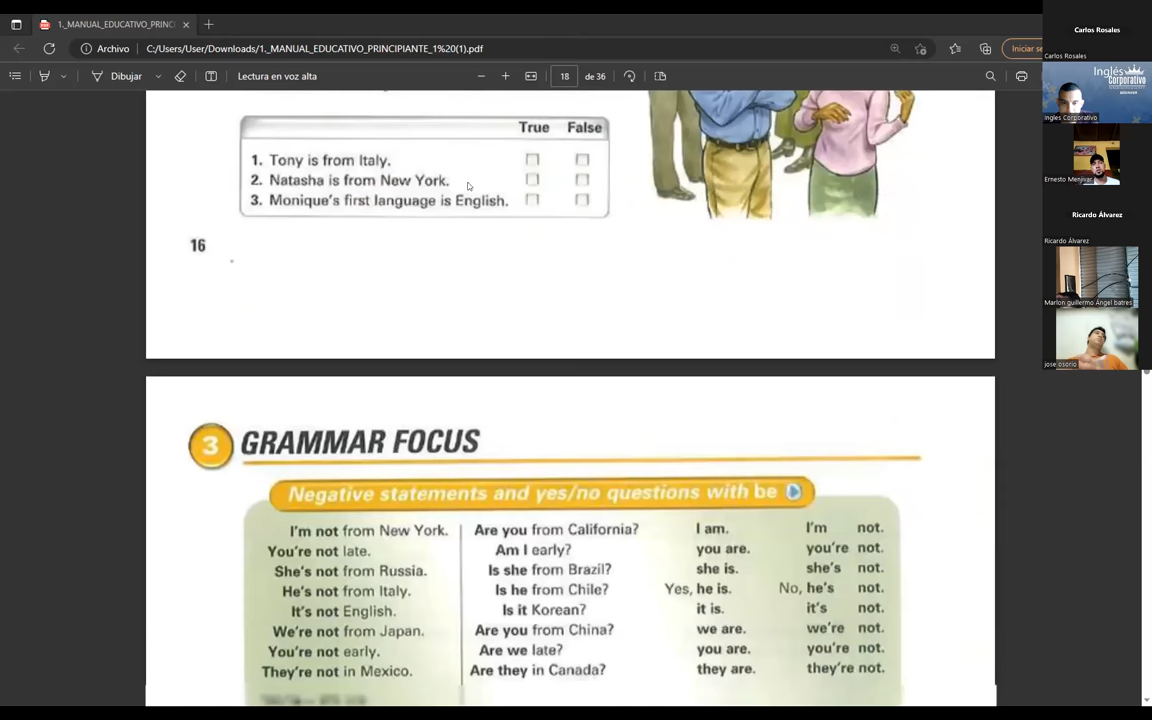 1._MANUAL_EDUCATIVO_PRINC
Archivo
C:/Users/User/Downloads/1._MANUAL_EDUCATIVO_PRINCIPIANTE_1%20(1).pdf
Iniciar se
Dibujar
Lectura en voz alta
18 de 36
True False
1. Tony is from Italy.
2. Natasha is from New York.
3. Monique's first language is English.
16
3 GRAMMAR FOCUS
Negative statements and yes/no questions with be
I'm not from New York. Are you from California? I am. I'm not.
You're not late. Am I early? you are. you're not.
She's not from Russia. Is she from Brazil? she is. she's not.
He's not from Italy. Is he from Chile? Yes, he is. No, he's not.
It's not English. Is it Korean? it is. it's not.
We're not from Japan. Are you from China? we are. we're not.
You're not early. Are we late? you are. you're not.
They're not in Mexico. Are they in Canada? they are. they're not.
Carlos Rosales
Carlos Rosales
Inglés
Corporativo
BEGINNER
Ingles Corporativo
Ernesto Menjivar
Ricardo Álvarez
Ricardo Álvarez
Marlon guillermo Ángel batres
jose osorio